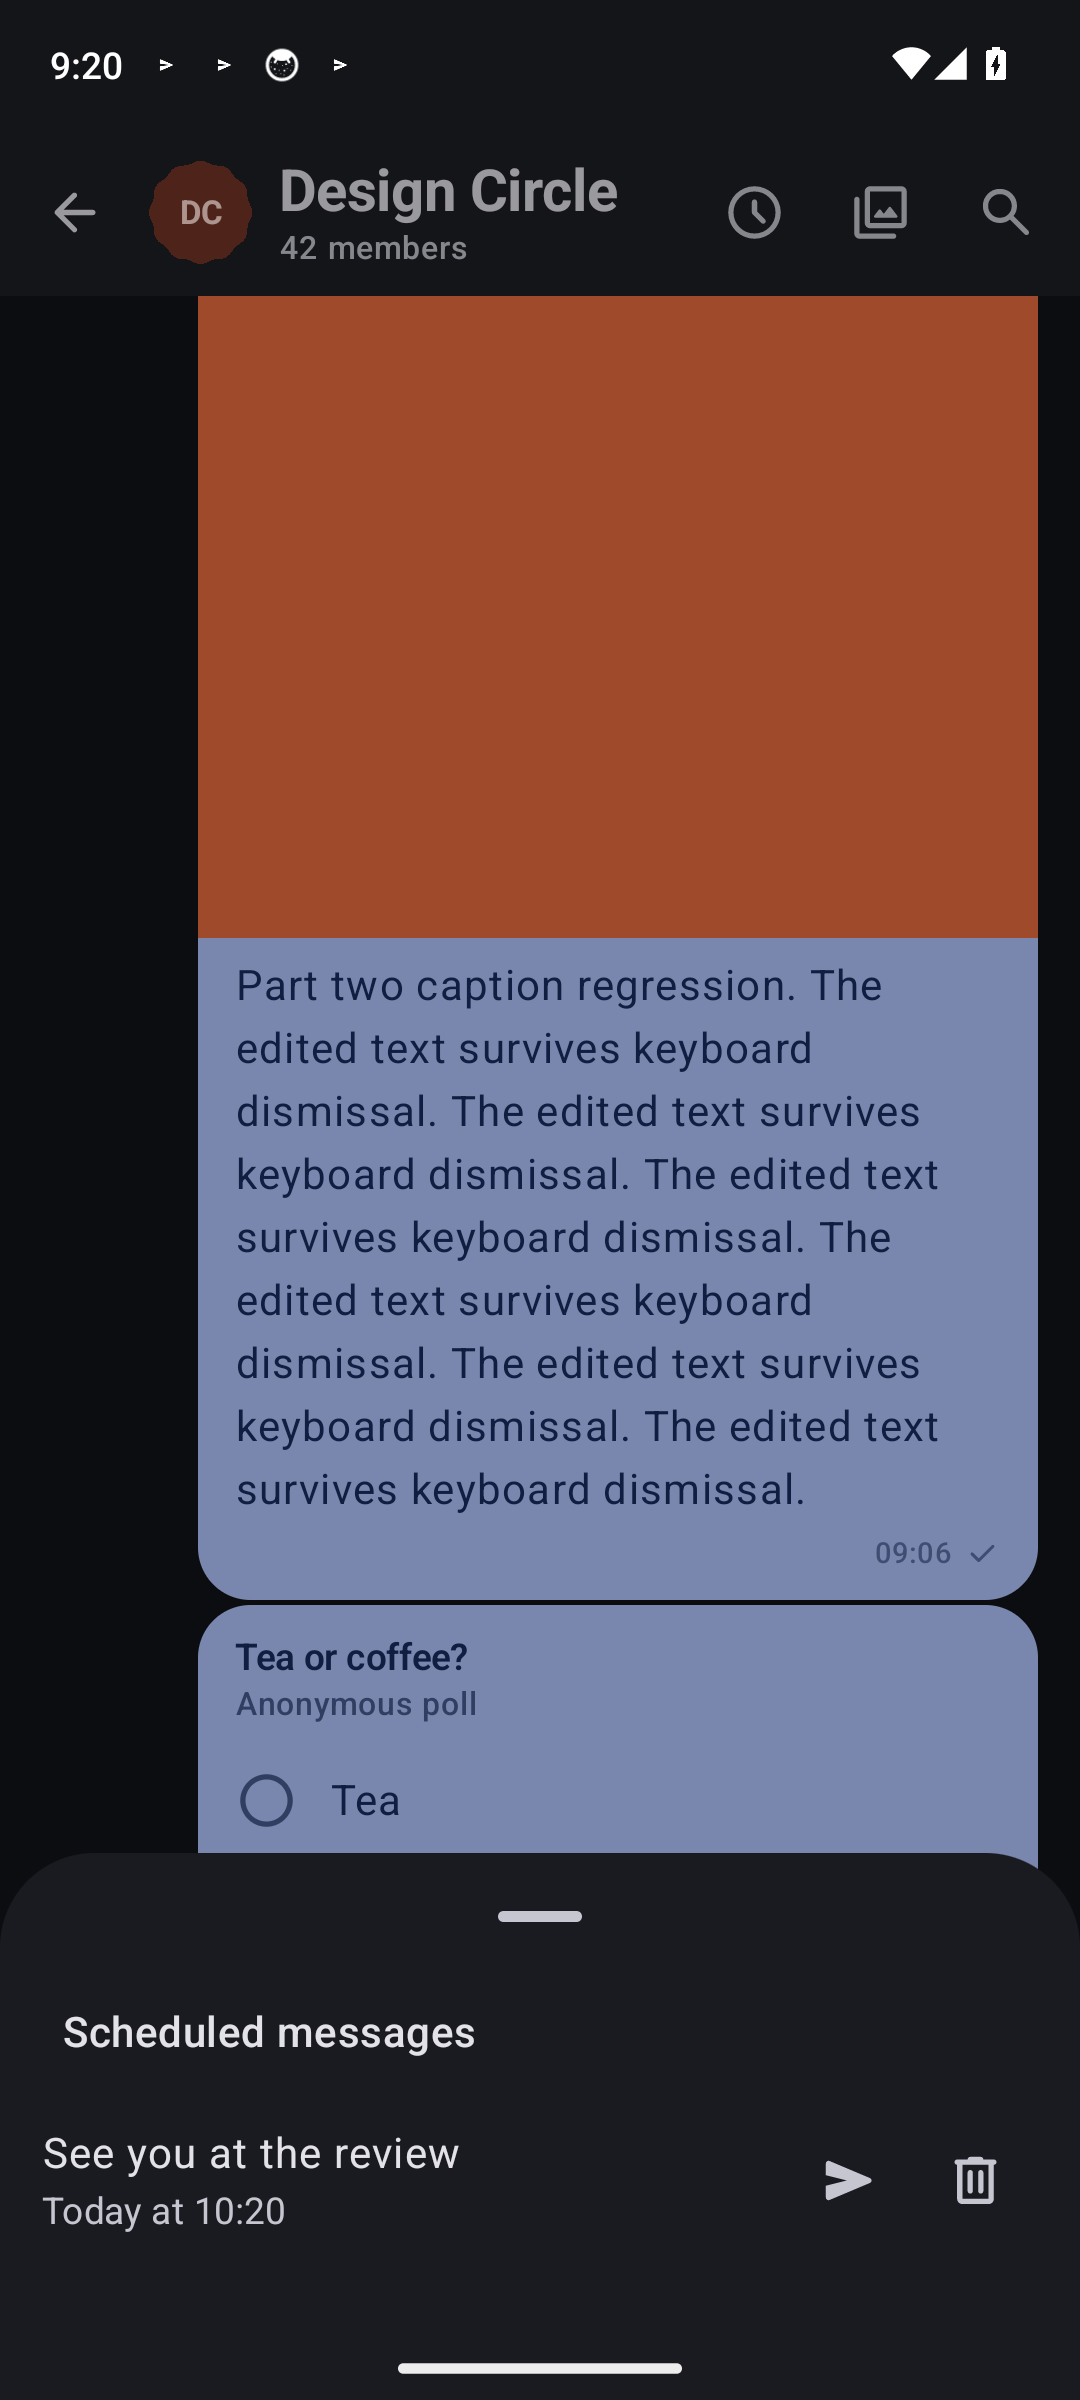 9:20
DC
Design Circle
42 members
Part two caption regression. The
edited text survives keyboard
dismissal. The edited text survives
keyboard dismissal. The edited text
survives keyboard dismissal. The
edited text survives keyboard
dismissal. The edited text survives
keyboard dismissal. The edited text
survives keyboard dismissal.
09:06
Tea or coffee?
Anonymous poll
Tea
Scheduled messages
See you at the review
Today at 10:20